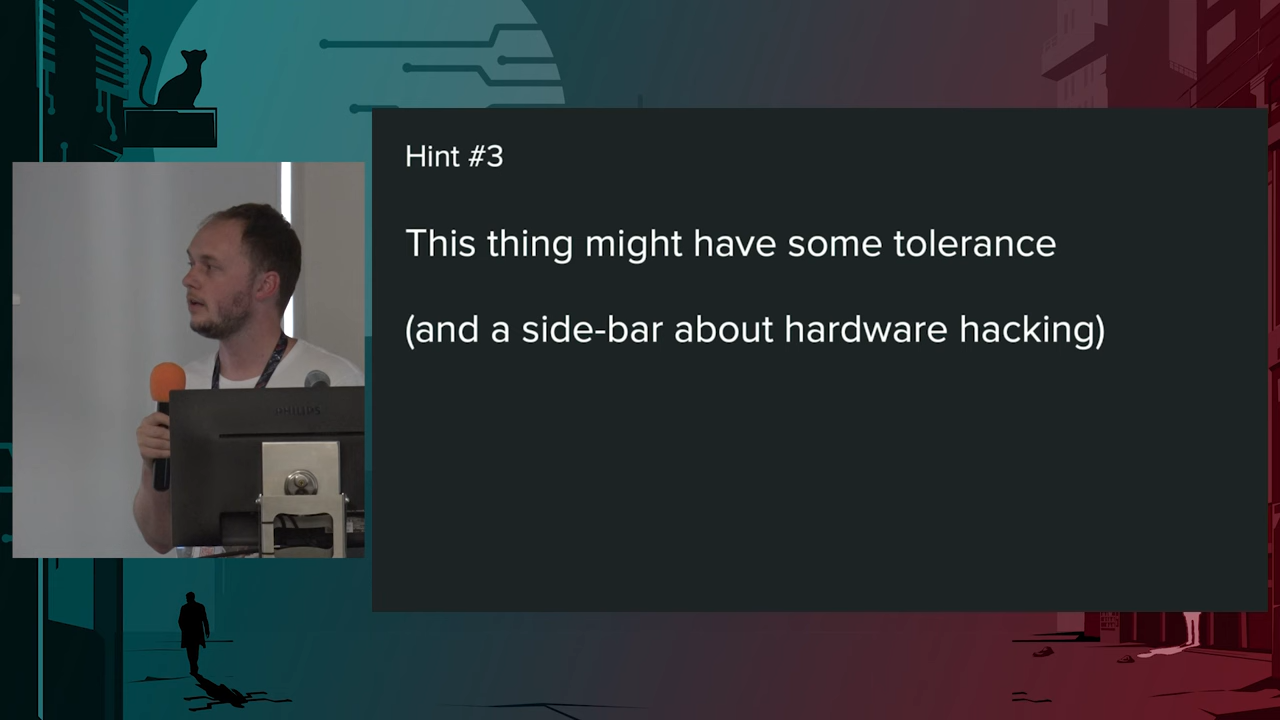 Hint #3
This thing might have some tolerance
(and a side-bar about hardware hacking)
PHILIPS